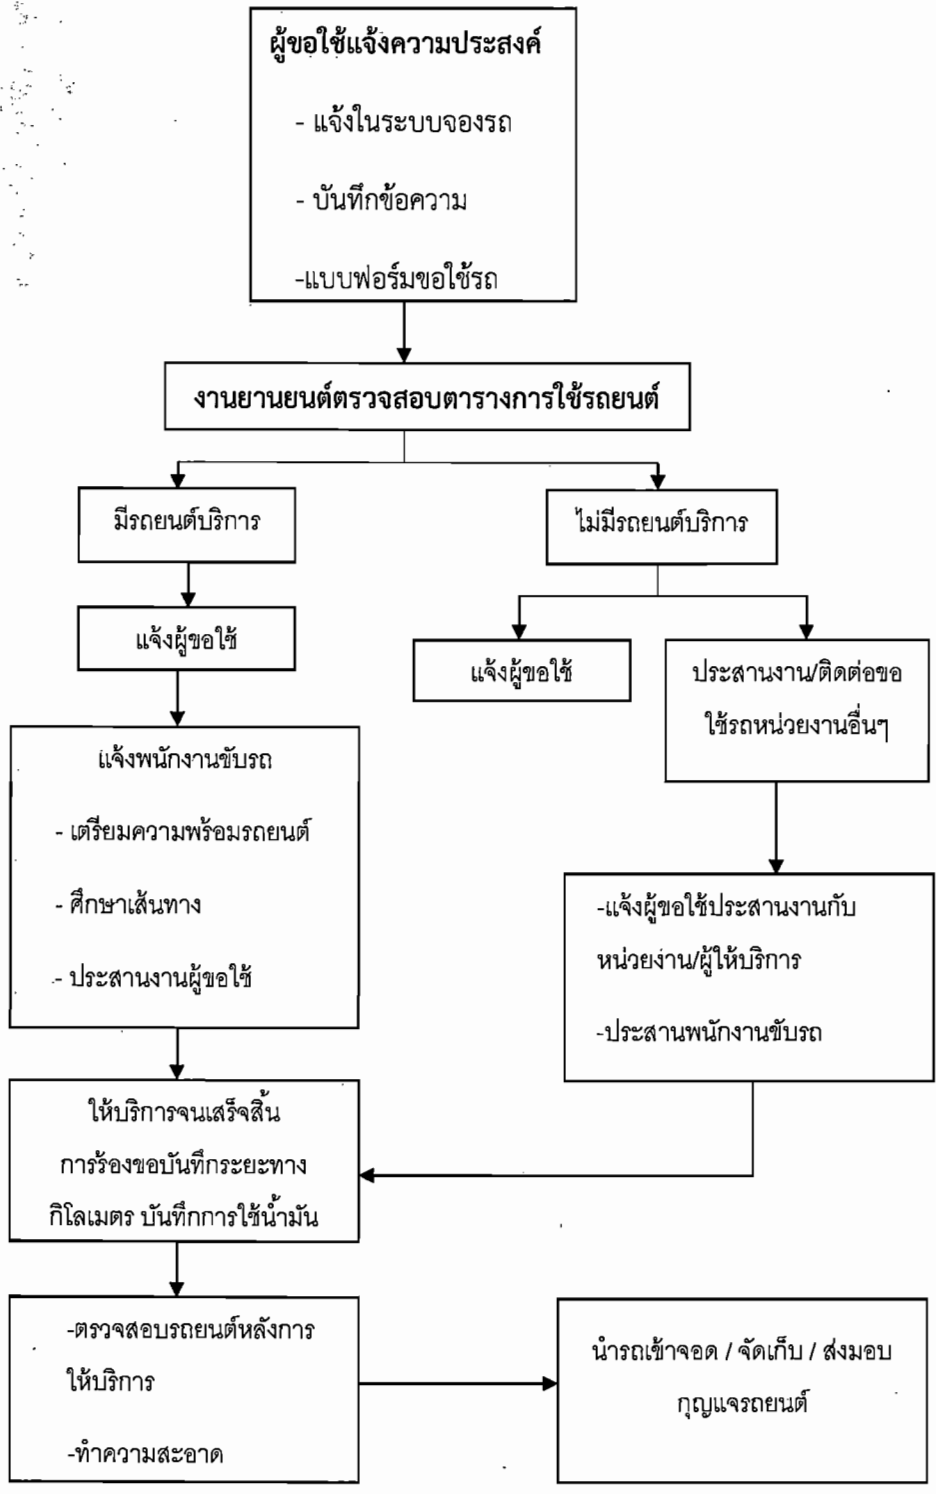 ผู้ขอใช้แจ้งความประสงค์
- แจ้งในระบบจองรถ
- บันทึกข้อความ
-แบบฟอร์มขอใช้รถ
งานยานยนต์ตรวจสอบตารางการใช้รถยนต์
มีรถยนต์บริการ
ไม่มีรถยนต์บริการ
แจ้งผู้ขอใช้
แจ้งผู้ขอใช้
ประสานงาน/ติดต่อขอ
ใช้รถหน่วยงานอื่นๆ
แจ้งพนักงานขับรถ
- เตรียมความพร้อมรถยนต์
- ศึกษาเส้นทาง
- ประสานงานผู้ขอใช้
-แจ้งผู้ขอใช้ประสานงานกับ
หน่วยงาน/ผู้ให้บริการ
-ประสานพนักงานขับรถ
ให้บริการจนเสร็จสิ้น
การร้องขอบันทึกระยะทาง
กิโลเมตร บันทึกการใช้น้ำมัน
-ตรวจสอบรถยนต์หลังการ
ให้บริการ
-ทำความสะอาด
นำรถเข้าจอด / จัดเก็บ / ส่งมอบ
กุญแจรถยนต์